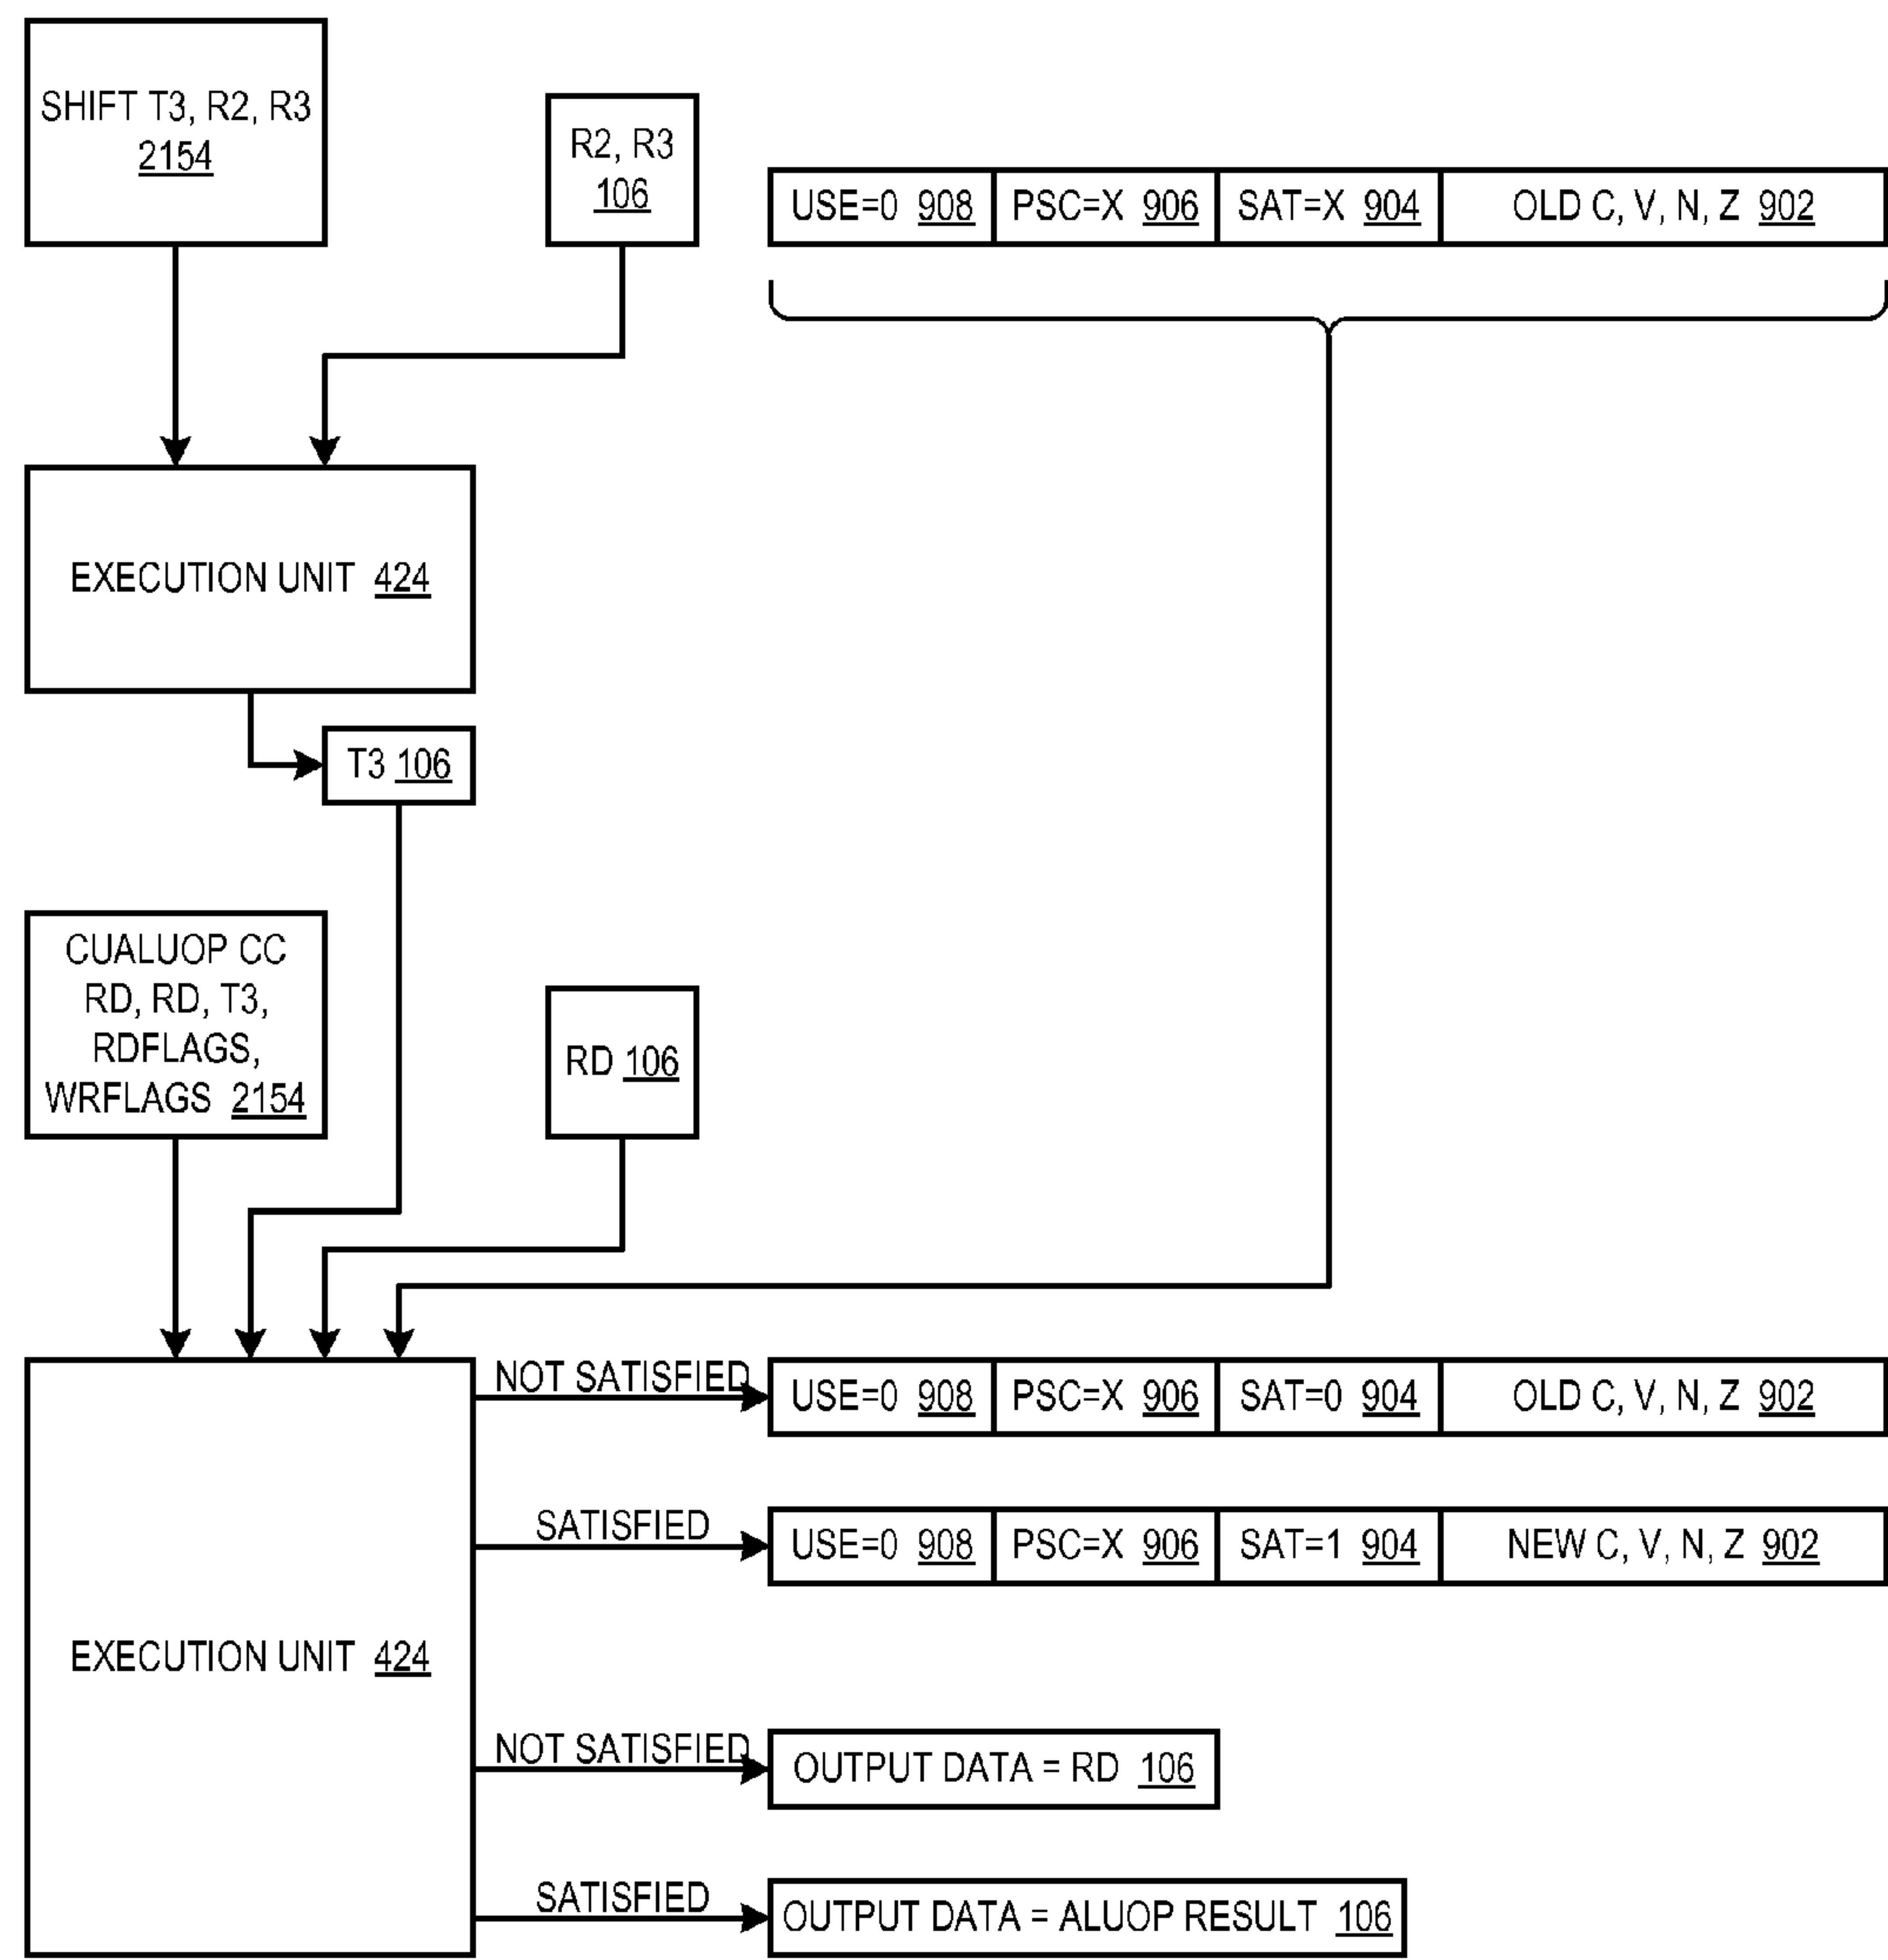 SHIFT T3, R2, R3
2154
R2, R3
106
USE=0 908 PSC=X 906 SAT=X 904 OLD C, V, N, Z 902
EXECUTION UNIT 424
T3 106
CUALUOP CC
RD, RD, T3,
RDFLAGS,
WRFLAGS 2154
RD 106
NOT SATISFIED
USE=0 908 PSC=X 906 SAT=0 904 OLD C, V, N, Z 902
SATISFIED
USE=0 908 PSC=X 906 SAT=1 904 NEW C, V, N, Z 902
EXECUTION UNIT 424
NOT SATISFIED
OUTPUT DATA = RD 106
SATISFIED
OUTPUT DATA = ALUOP RESULT 106